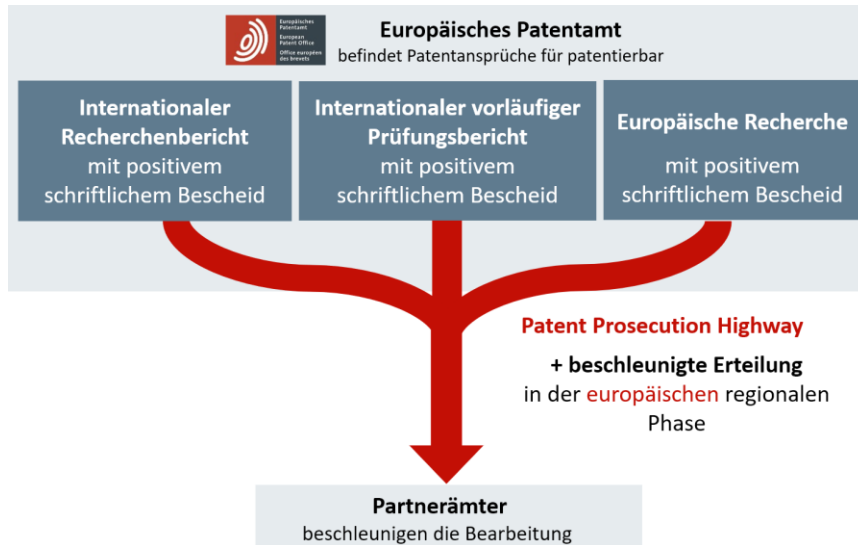 Europäisches
Patentamt
European
Patent Office
Office européen
des brevets
Europäisches Patentamt
befindet Patentansprüche für patentierbar
Internationaler
Recherchenbericht
mit positivem
schriftlichem Bescheid
Internationaler vorläufiger
Prüfungsbericht
mit positivem
schriftlichem Bescheid
Europäische Recherche
mit positivem
schriftlichem Bescheid
Patent Prosecution Highway
+ beschleunigte Erteilung
in der europäischen regionalen
Phase
Partnerämter
beschleunigen die Bearbeitung